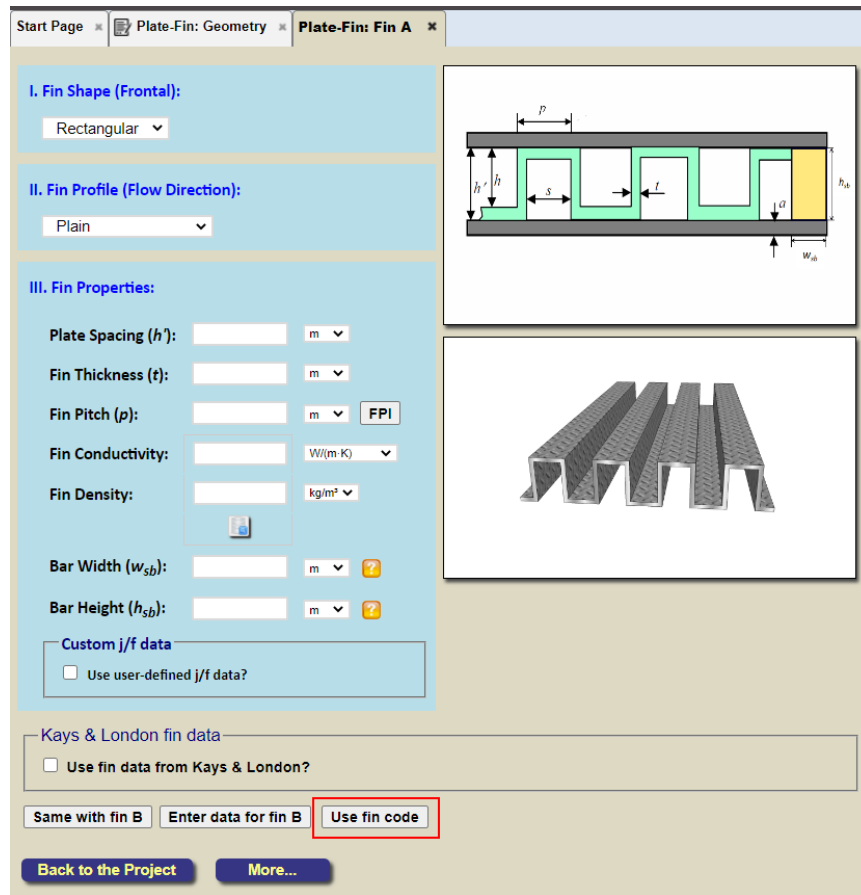 Start Page
Plate-Fin: Geometry
Plate-Fin: Fin A
I. Fin Shape (Frontal):
Rectangular
II. Fin Profile (Flow Direction):
Plain
III. Fin Properties:
Plate Spacing (h'): m
Fin Thickness (t): m
Fin Pitch (p): m FPI
Fin Conductivity: W/(m·K)
Fin Density: kg/m³
Bar Width (wsb): m ?
Bar Height (hsb): m ?
Custom j/f data
Use user-defined j/f data?
p
h' h s t a hsb
wsb
Kays & London fin data
Use fin data from Kays & London?
Same with fin B Enter data for fin B Use fin code
Back to the Project More...